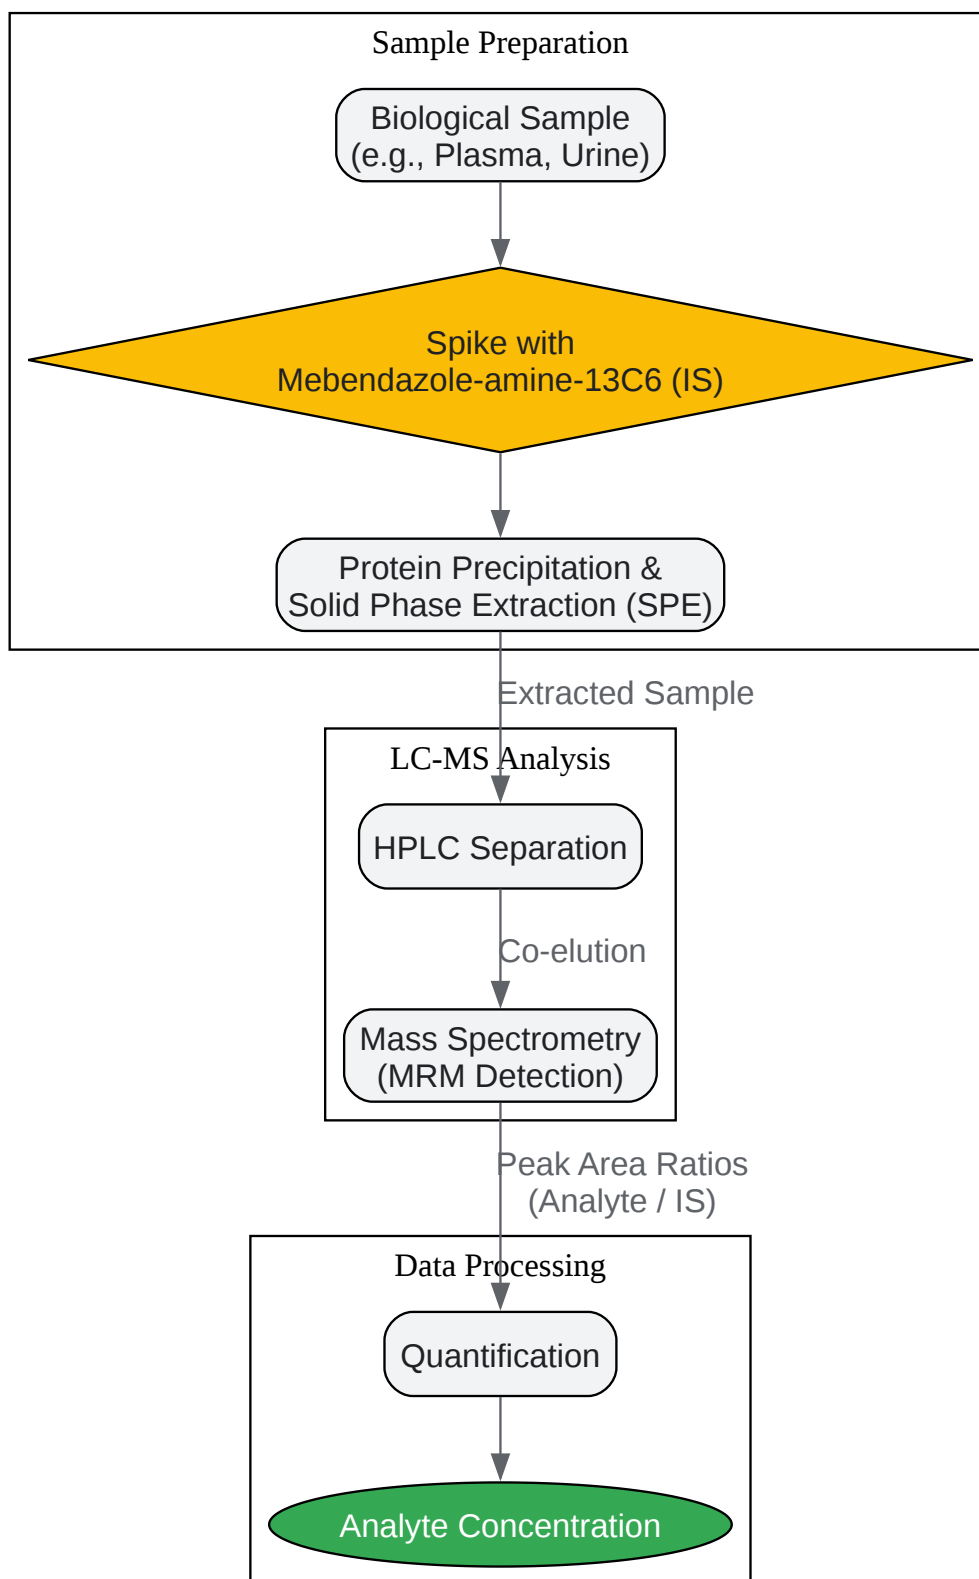 Sample Preparation
Biological Sample
(e.g., Plasma, Urine)
Spike with
Mebendazole-amine-13C6 (IS)
Protein Precipitation &
Solid Phase Extraction (SPE)
Extracted Sample
LC-MS Analysis
HPLC Separation
Co-elution
Mass Spectrometry
(MRM Detection)
Peak Area Ratios
(Analyte / IS)
Data Processing
Quantification
Analyte Concentration